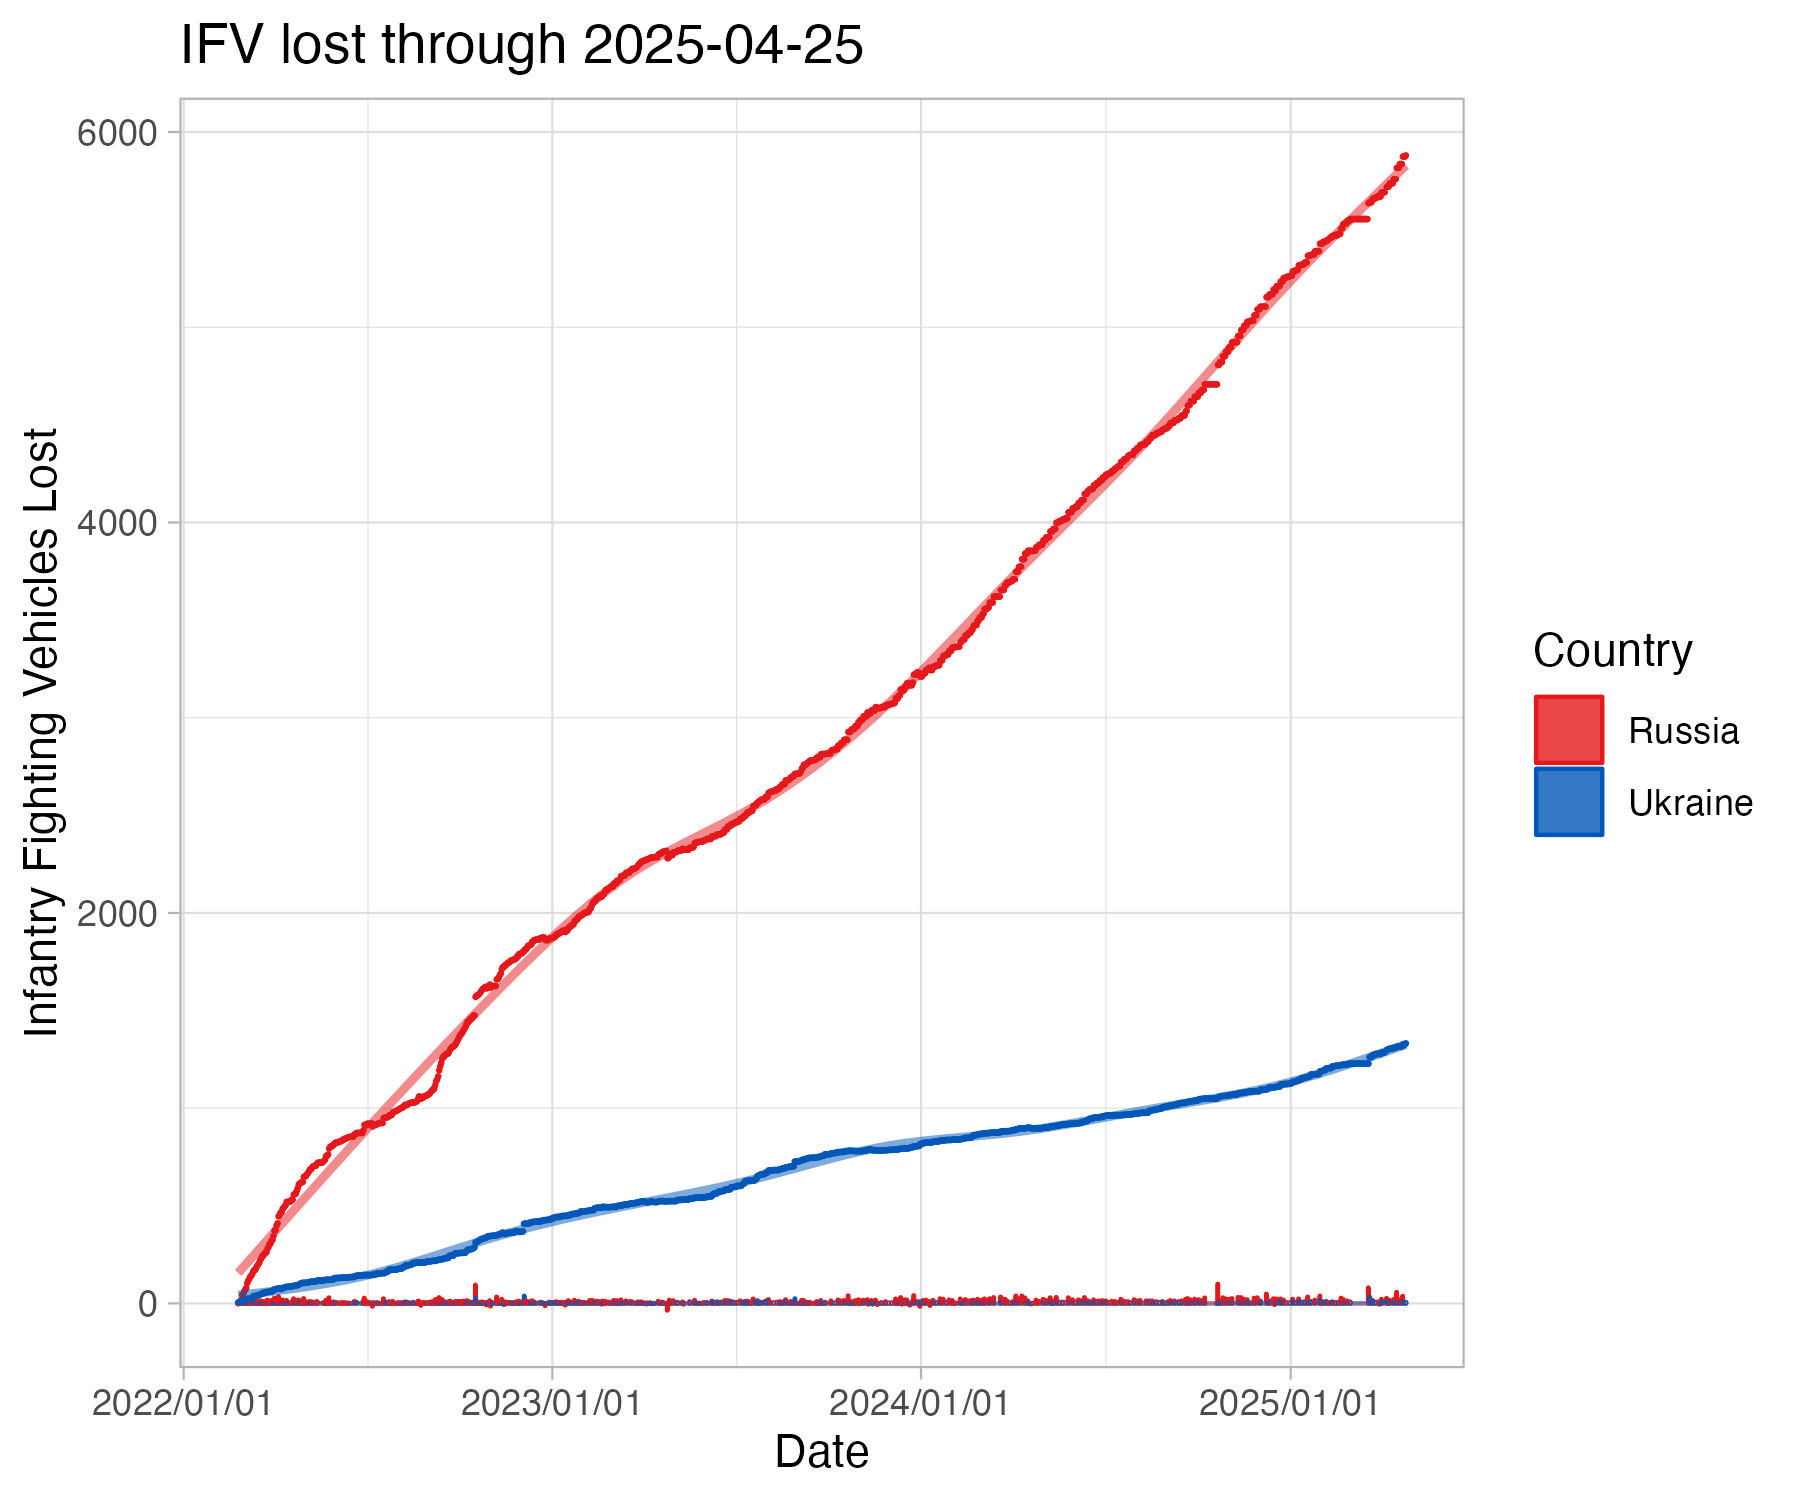 IFV lost through 2025-04-25
Infantry Fighting Vehicles Lost
6000
4000
2000
0
2022/01/01
2023/01/01
2024/01/01
2025/01/01
Date
Country
Russia
Ukraine